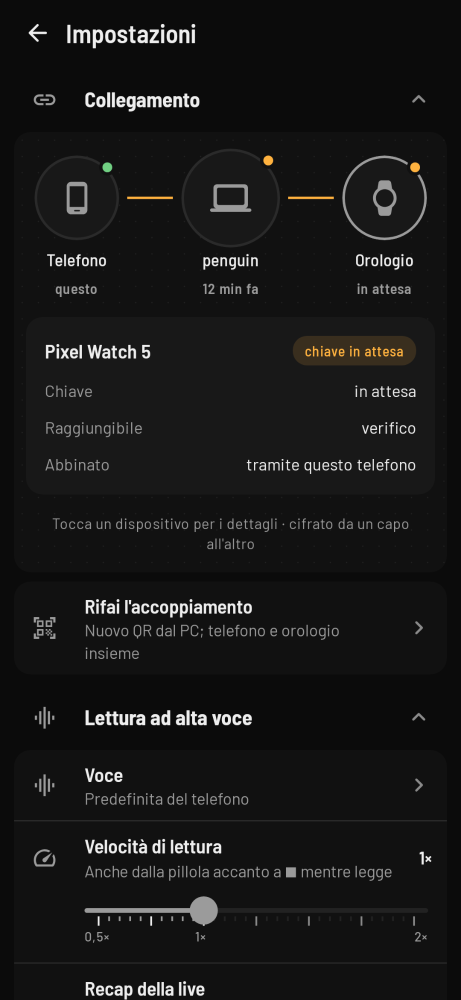 Impostazioni
Collegamento
Telefono
penguin
Orologio
questo
12 min fa
in attesa
Pixel Watch 5
chiave in attesa
Chiave
in attesa
Raggiungibile
verifico
Abbinato
tramite questo telefono
Tocca un dispositivo per i dettagli · cifrato da un capo
all'altro
Rifai l'accoppiamento
Nuovo QR dal PC; telefono e orologio
insieme
Lettura ad alta voce
Voce
Predefinita del telefono
Velocità di lettura
1×
Anche dalla pillola accanto a ■ mentre legge
0,5×
1×
2×
Recap della live